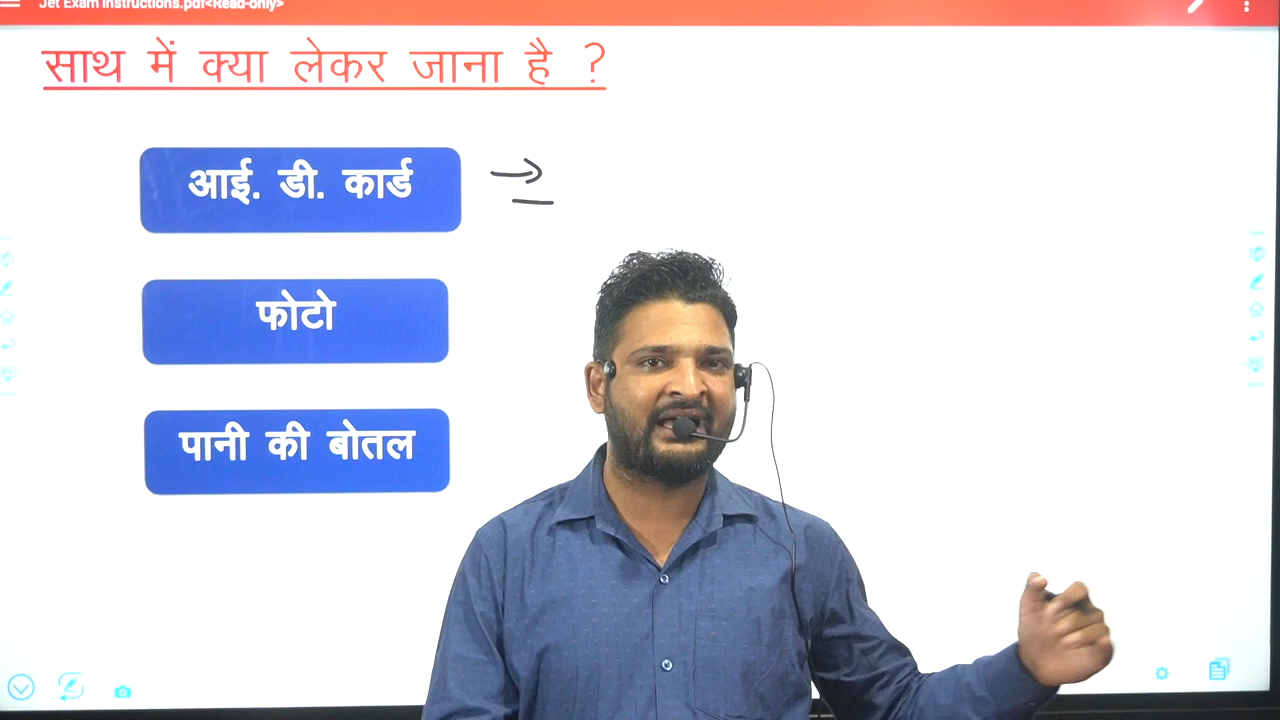 Jet Exam Instructions.pdf<Read-only>
साथ में क्या लेकर जाना है ?
आई. डी. कार्ड
फोटो
पानी की बोतल